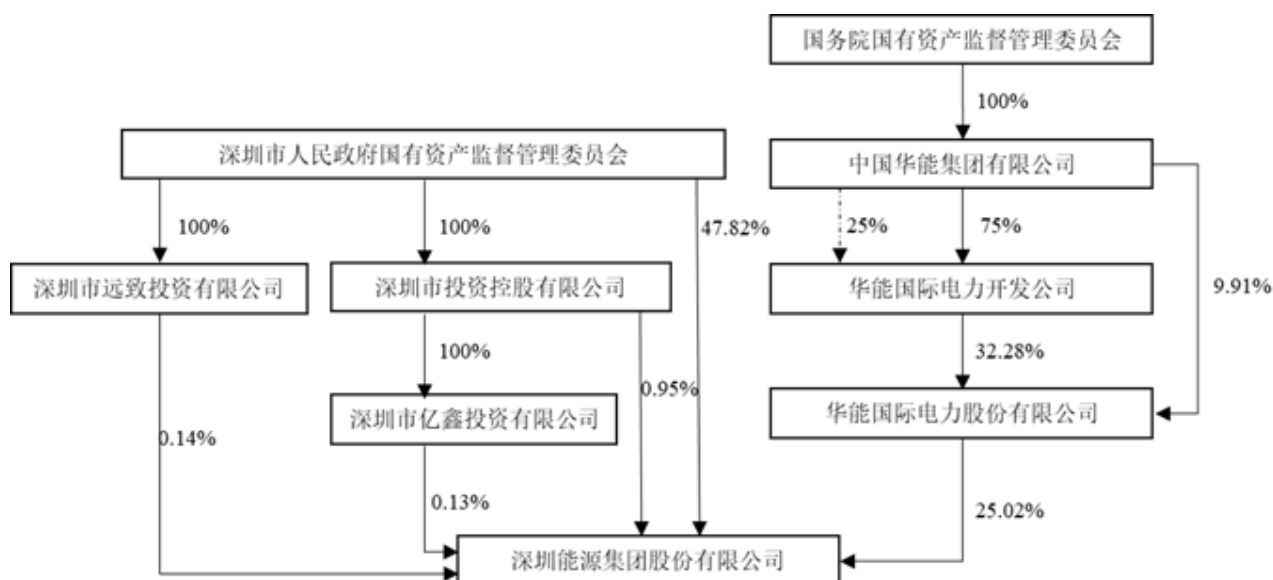 国务院国有资产监督管理委员会
100%
深圳市人民政府国有资产监督管理委员会
中国华能集团有限公司
100%
100%
47.82%
25%
75%
9.91%
深圳市远致投资有限公司
深圳市投资控股有限公司
华能国际电力开发公司
100%
0.95%
32.28%
深圳市亿鑫投资有限公司
华能国际电力股份有限公司
0.14%
0.13%
25.02%
深圳能源集团股份有限公司